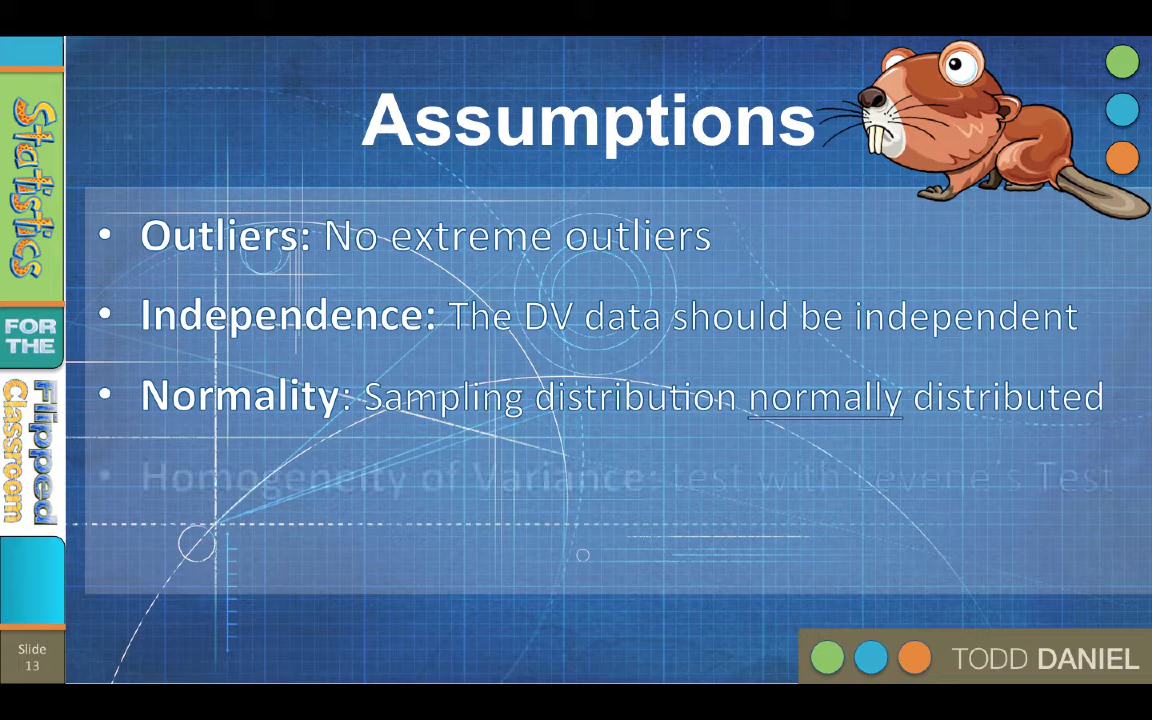 Assumptions
• Outliers: No extreme outliers
• Independence: The DV data should be independent
• Normality: Sampling distribution normally distributed
• Homogeneity of Variance: test with Levene's Test
Statistics
FOR
THE
Flipped
Classroom
Slide
13
TODD DANIEL